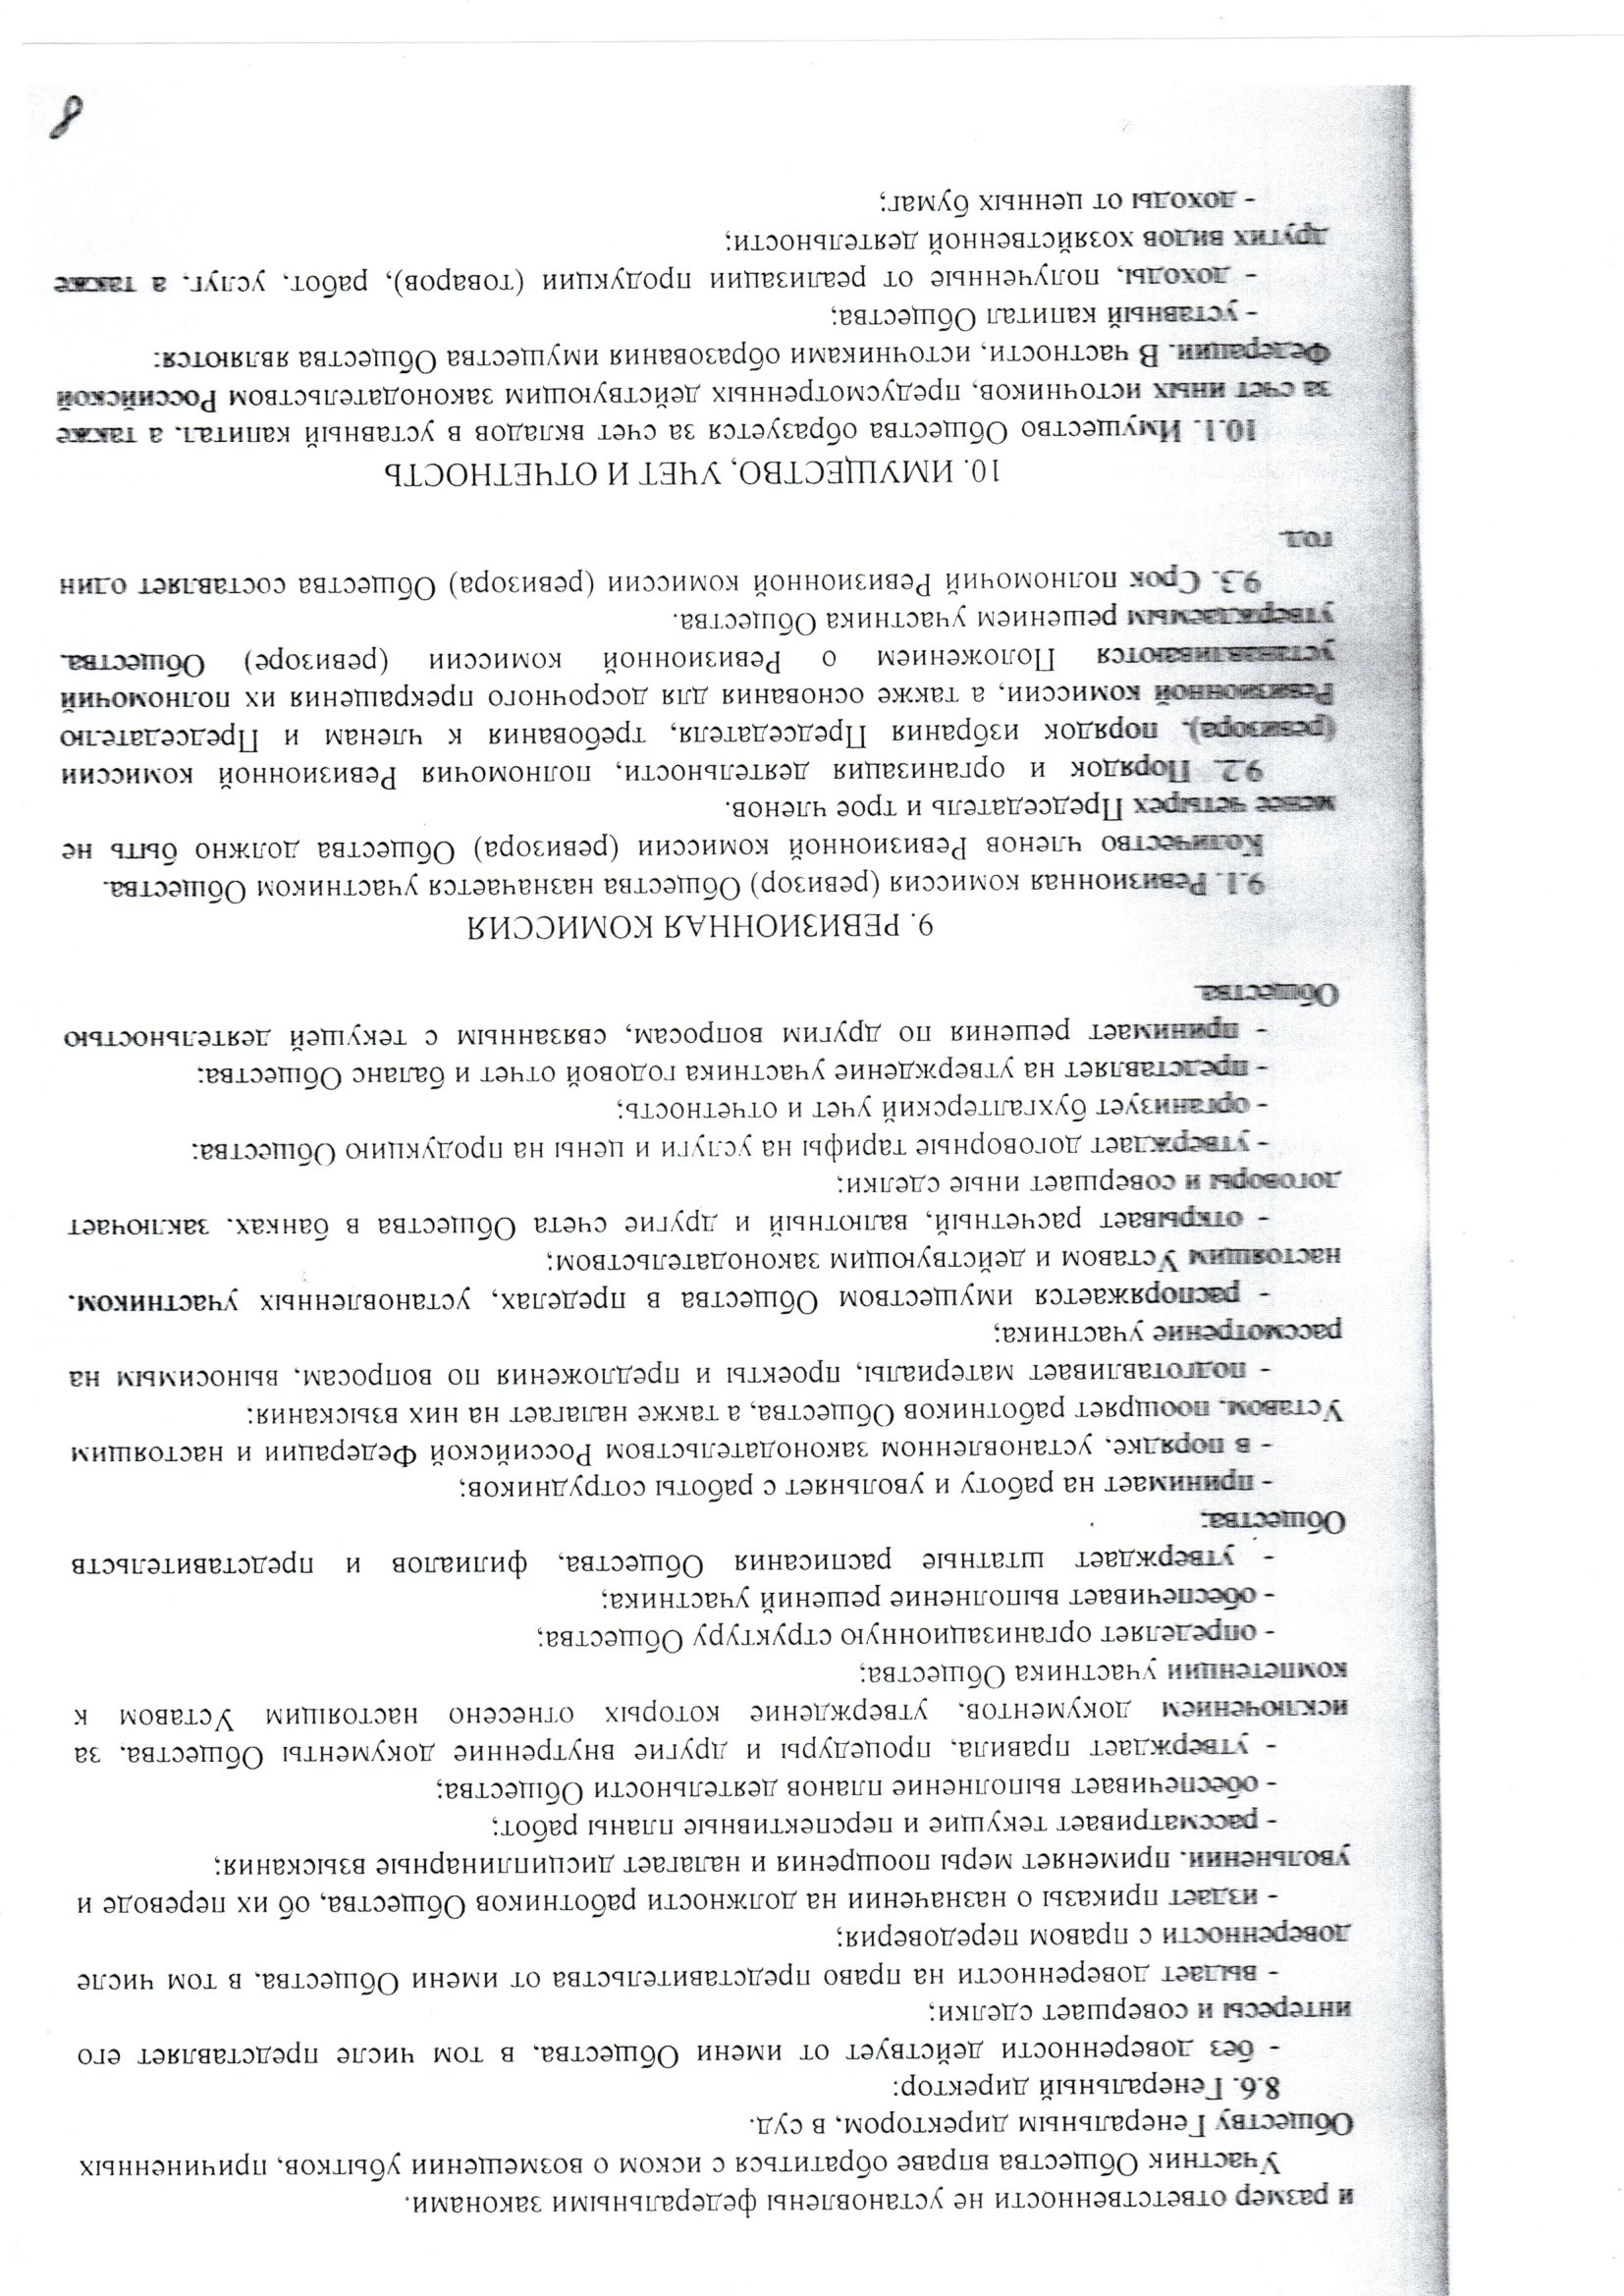 и размер ответственности не установлены федеральными законами.
Участник Общества вправе обратиться с иском о возмещении убытков, причиненных
Обществу Генеральным директором, в суд.
8.6. Генеральный директор:
- без доверенности действует от имени Общества, в том числе представляет его
интересы и совершает сделки;
- выдает доверенности на право представительства от имени Общества, в том числе
доверенности с правом передоверия;
- издает приказы о назначении на должности работников Общества, об их переводе и
увольнении, применяет меры поощрения и налагает дисциплинарные взыскания;
- рассматривает текущие и перспективные планы работ;
- обеспечивает выполнение планов деятельности Общества;
- утверждает правила, процедуры и другие внутренние документы Общества, за
исключением документов, утверждение которых отнесено настоящим Уставом к
компетенции участника Общества;
- определяет организационную структуру Общества;
- обеспечивает выполнение решений участника;
- утверждает штатные расписания Общества, филиалов и представительств
Общества;
- принимает на работу и увольняет с работы сотрудников;
- в порядке, установленном законодательством Российской Федерации и настоящим
Уставом, поощряет работников Общества, а также налагает на них взыскания;
- подготавливает материалы, проекты и предложения по вопросам, выносимым на
рассмотрение участника;
- распоряжается имуществом Общества в пределах, установленных участником,
настоящим Уставом и действующим законодательством;
- открывает расчетный, валютный и другие счета Общества в банках, заключает
договоры и совершает иные сделки;
- утверждает договорные тарифы на услуги и цены на продукцию Общества;
- организует бухгалтерский учет и отчетность;
- представляет на утверждение участника годовой отчет и баланс Общества;
- принимает решения по другим вопросам, связанным с текущей деятельностью
Общества.
9. РЕВИЗИОННАЯ КОМИССИЯ
9.1. Ревизионная комиссия (ревизор) Общества назначается участником Общества.
Количество членов Ревизионной комиссии (ревизора) Общества должно быть не
менее четырех Председатель и трое членов.
9.2. Порядок и организация деятельности, полномочия Ревизионной комиссии
(ревизора), порядок избрания Председателя, требования к членам и Председателю
Ревизионной комиссии, а также основания для досрочного прекращения их полномочий
устанавливаются Положением о Ревизионной комиссии (ревизоре) Общества,
утверждаемым решением участника Общества.
9.3. Срок полномочий Ревизионной комиссии (ревизора) Общества составляет один
год.
10. ИМУЩЕСТВО, УЧЕТ И ОТЧЕТНОСТЬ
10.1. Имущество Общества образуется за счет вкладов в уставный капитал, а также
за счет иных источников, предусмотренных действующим законодательством Российской
Федерации. В частности, источниками образования имущества Общества являются:
- уставный капитал Общества;
- доходы, полученные от реализации продукции (товаров), работ, услуг, а также
других видов хозяйственной деятельности;
- доходы от ценных бумаг;
8